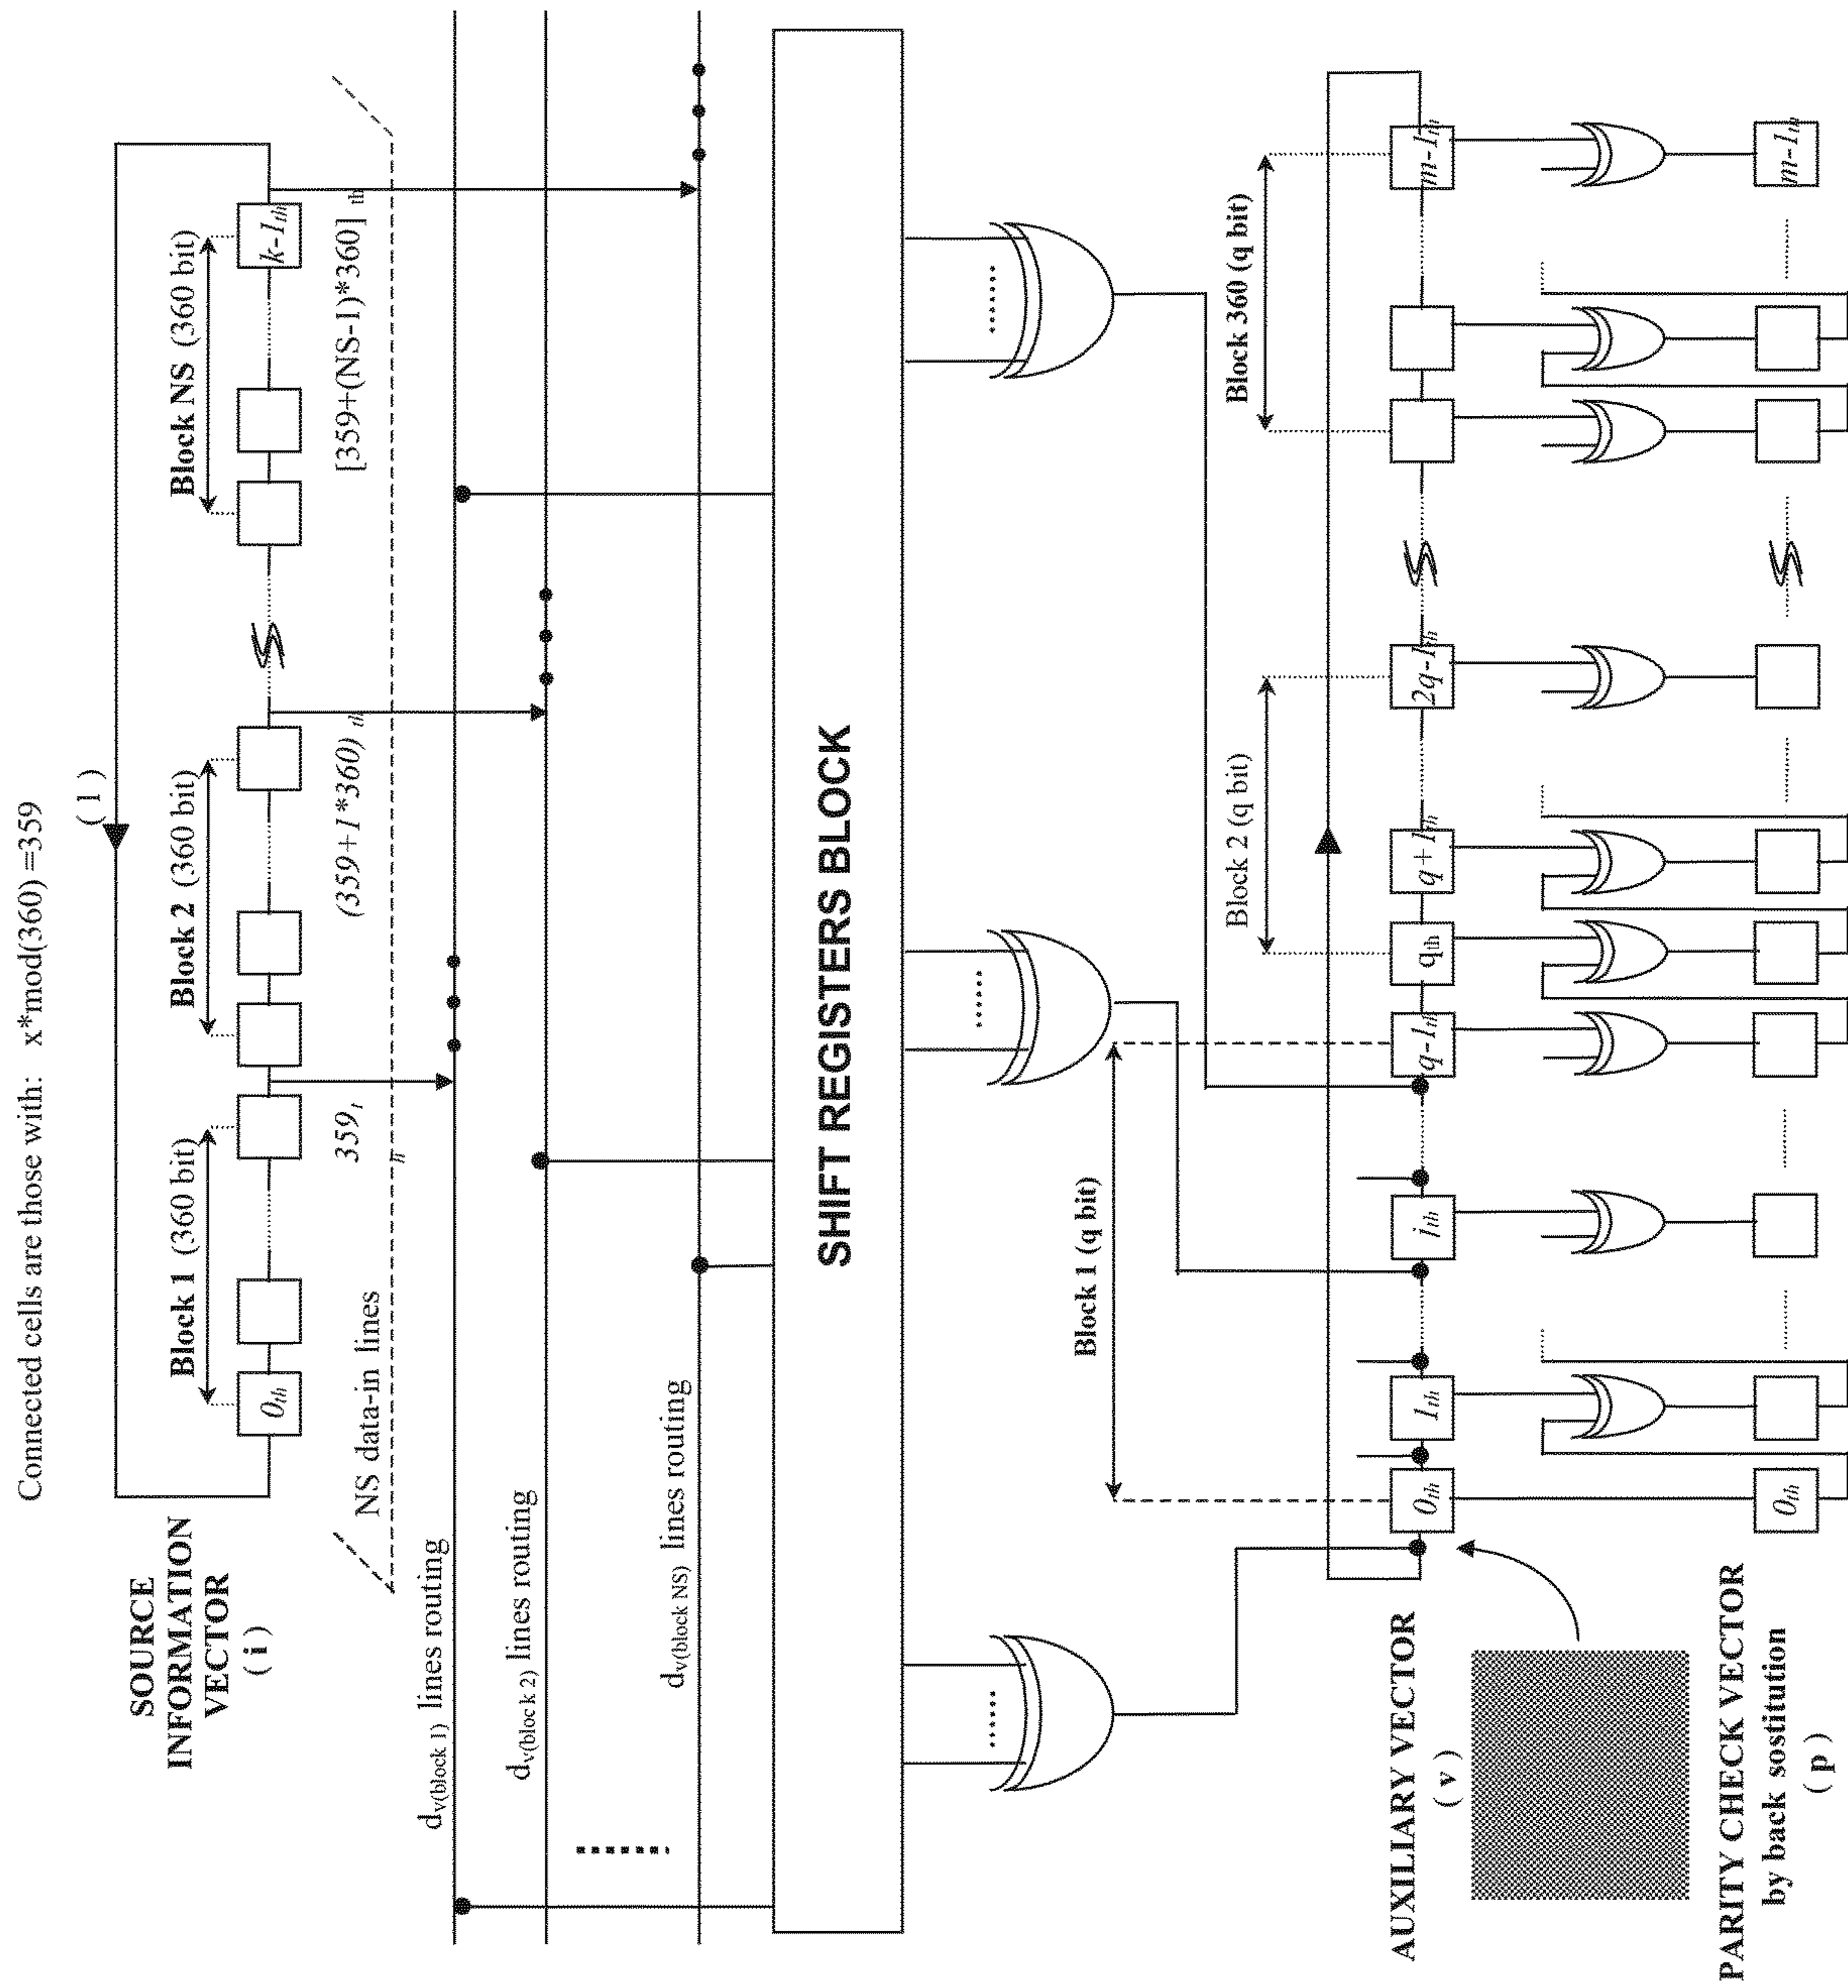 Connected cells are those with: x*mod(360) =359
( 1 )
SOURCE
INFORMATION
VECTOR
( i )
Block 1 (360 bit)
Block 2 (360 bit)
Block NS (360 bit)
0th
k-1th
359th
(359+1*360) th
[359+(NS-1)*360] th
NS data-in lines
dv(block 1) lines routing
dv(bloc 2) lines routing
dv(block NS) lines routing
SHIFT REGISTERS BLOCK
Block 1 (q bit)
Block 2 (q bit)
Block 360 (q bit)
AUXILIARY VECTOR
( v )
0th
1th
ith
q-1th
qth
q+1th
2q-1th
m-1th
PARITY CHECK VECTOR
by back sostitution
( p )
0th
m-1th